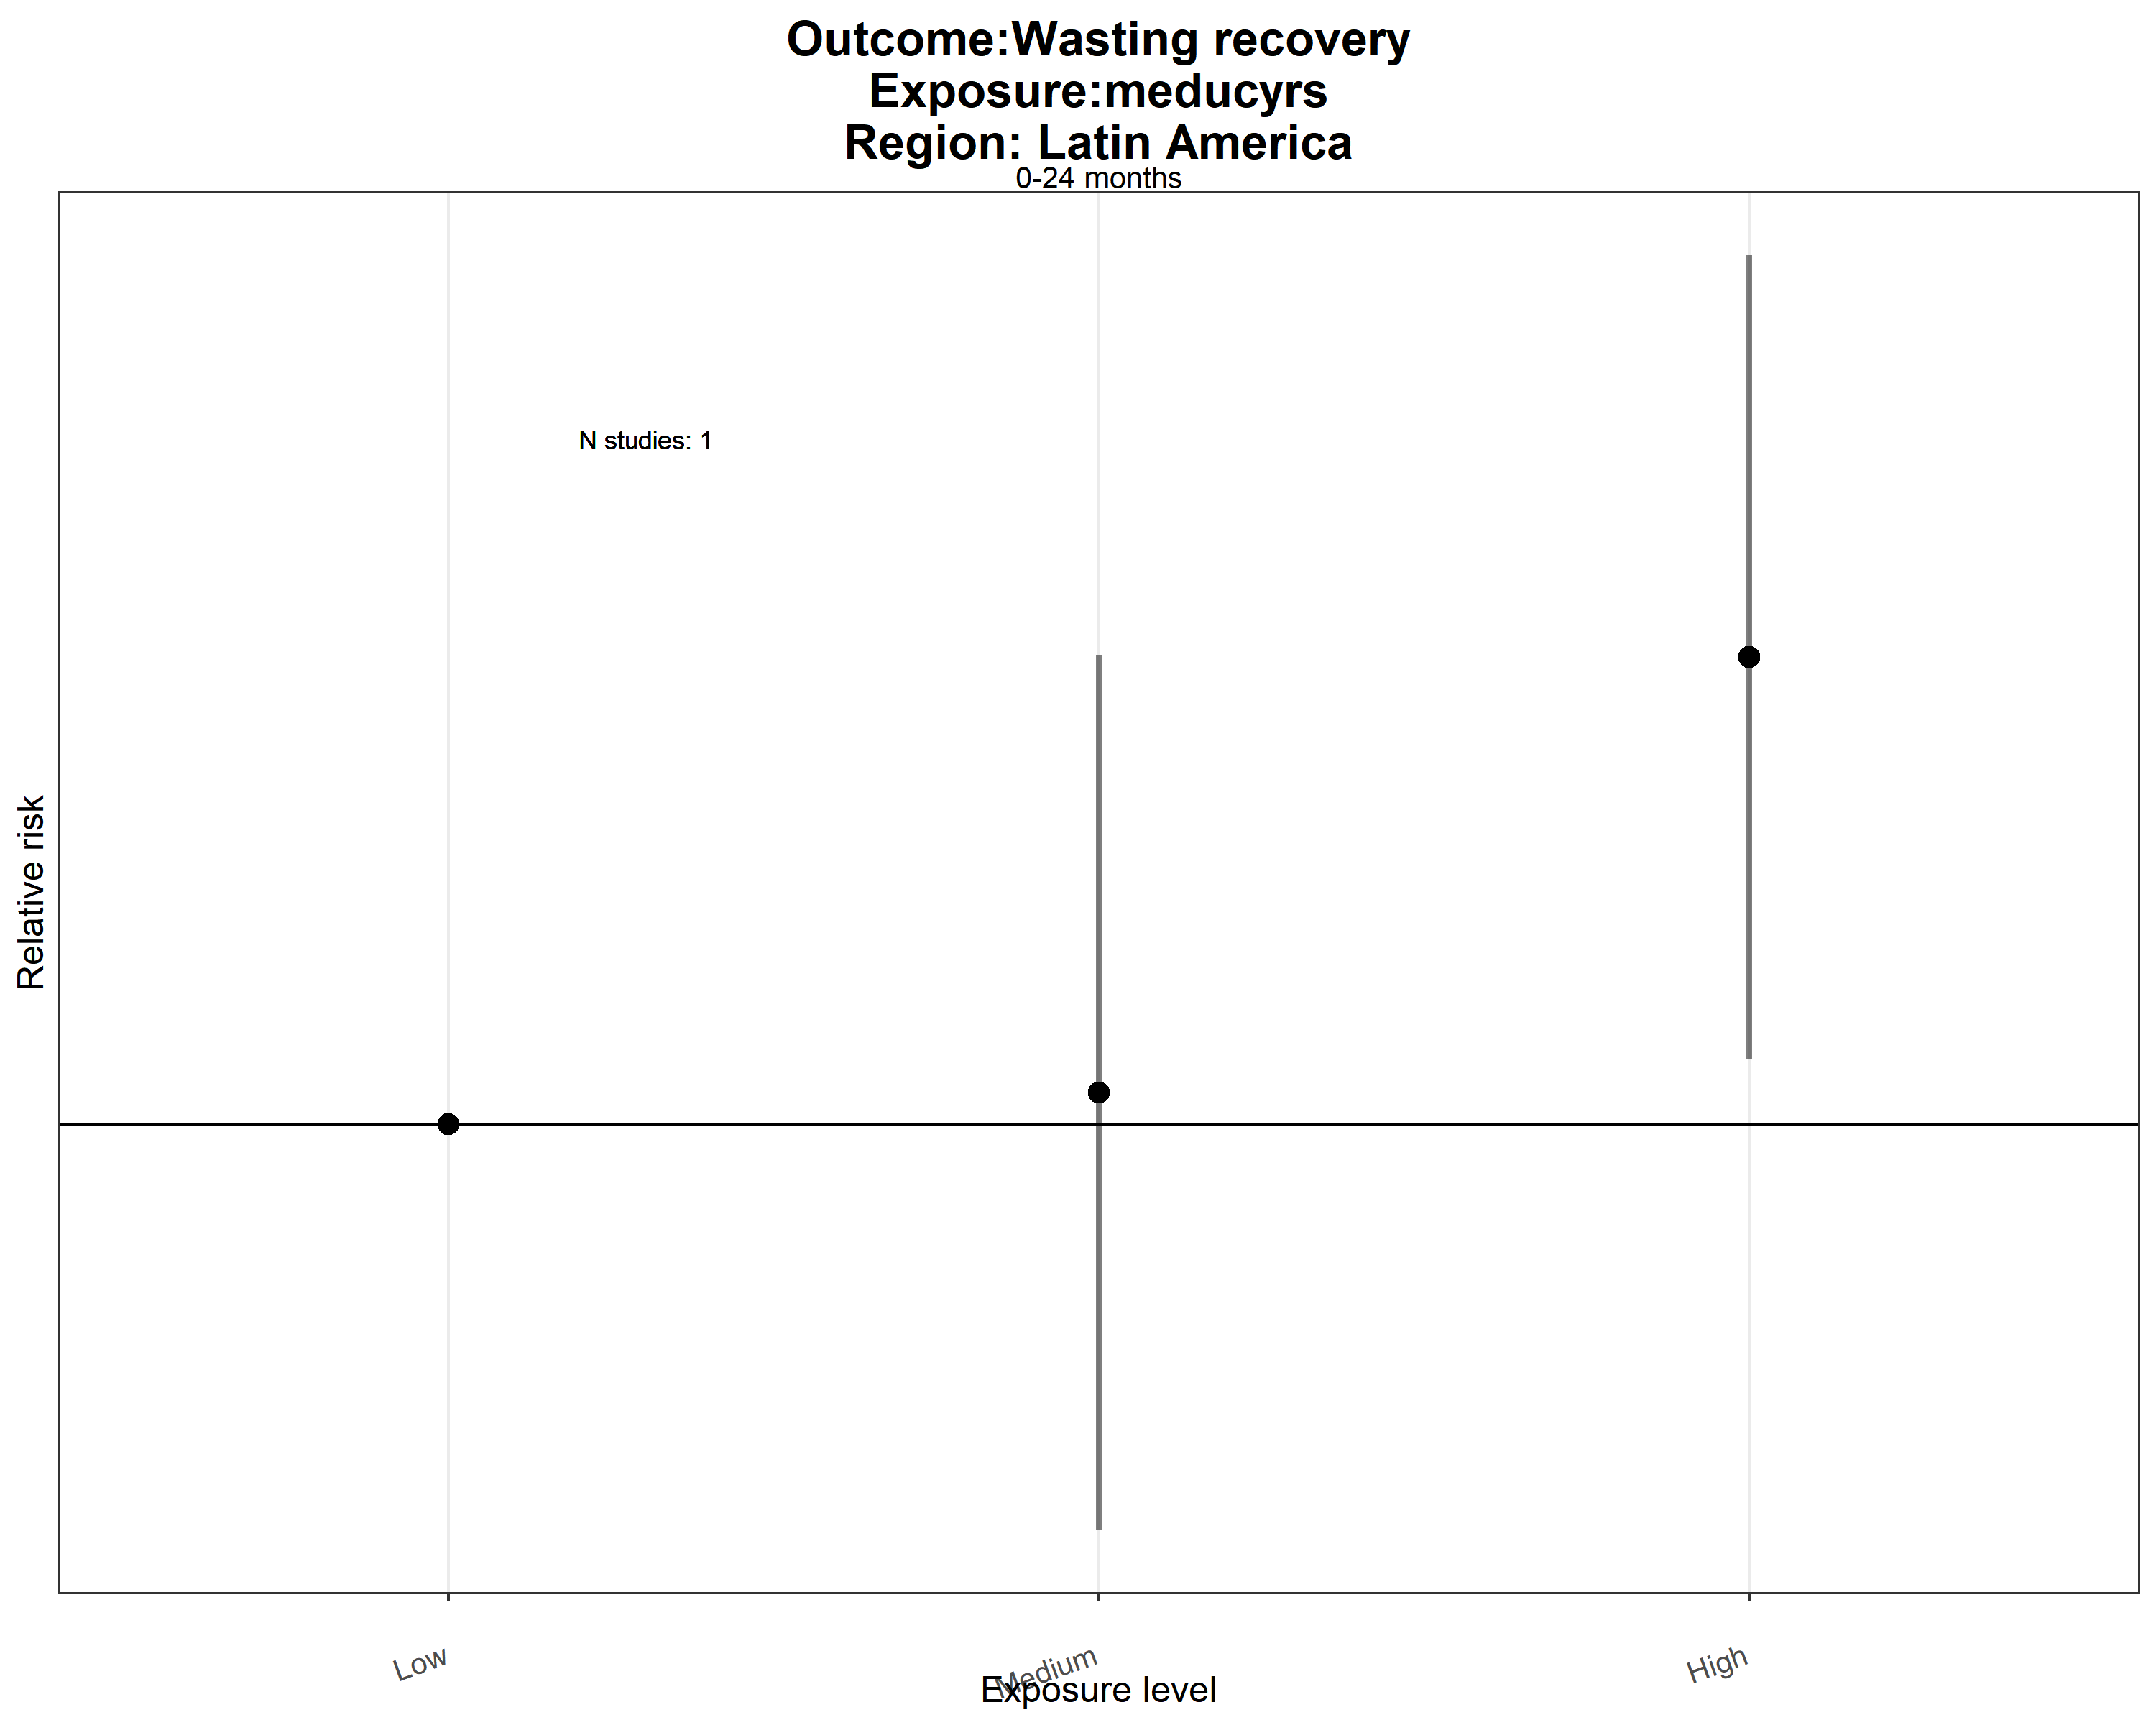 Outcome:Wasting recovery
Exposure:meducyrs
Region: Latin America
0-24 months
N studies: 1
Relative risk
Low
Medium
High
Exposure level